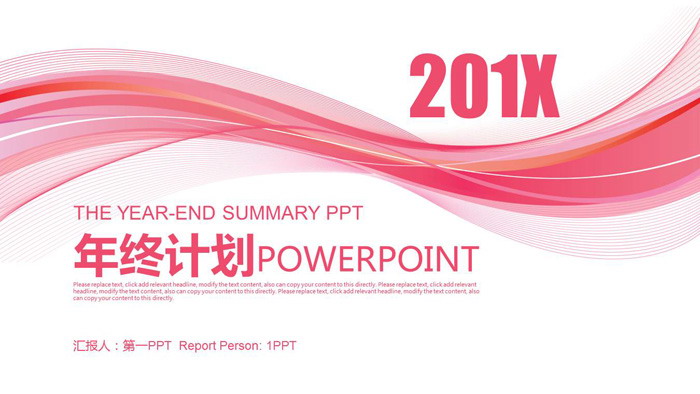 201X
THE YEAR-END SUMMARY PPT
年终计划POWERPOINT
Please replace text, click add relevant headline, modify the text content, also can copy your content to this directly. Please replace text, click add relevant
headline, modify the text content, also can copy your content to this directly. Please replace text, click add relevant headline, modify the text content, also
can copy your content to this directly.
汇报人：第一PPT Report Person: 1PPT